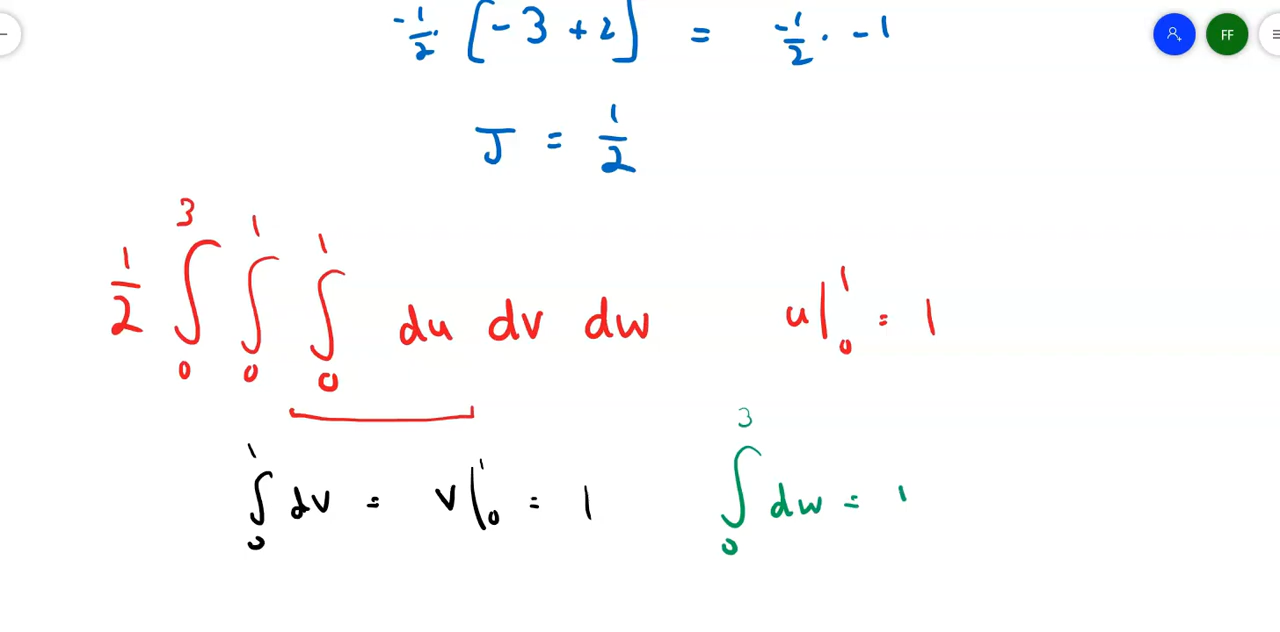 -1/2 · [-3 + 2] = -1/2 · -1
FF
J = 1/2
1/2 ∫₀³ ∫₀¹ ∫₀¹ du dv dw u|₀¹ = 1
∫₀¹ dv = v|₀¹ = 1 ∫₀³ dw =